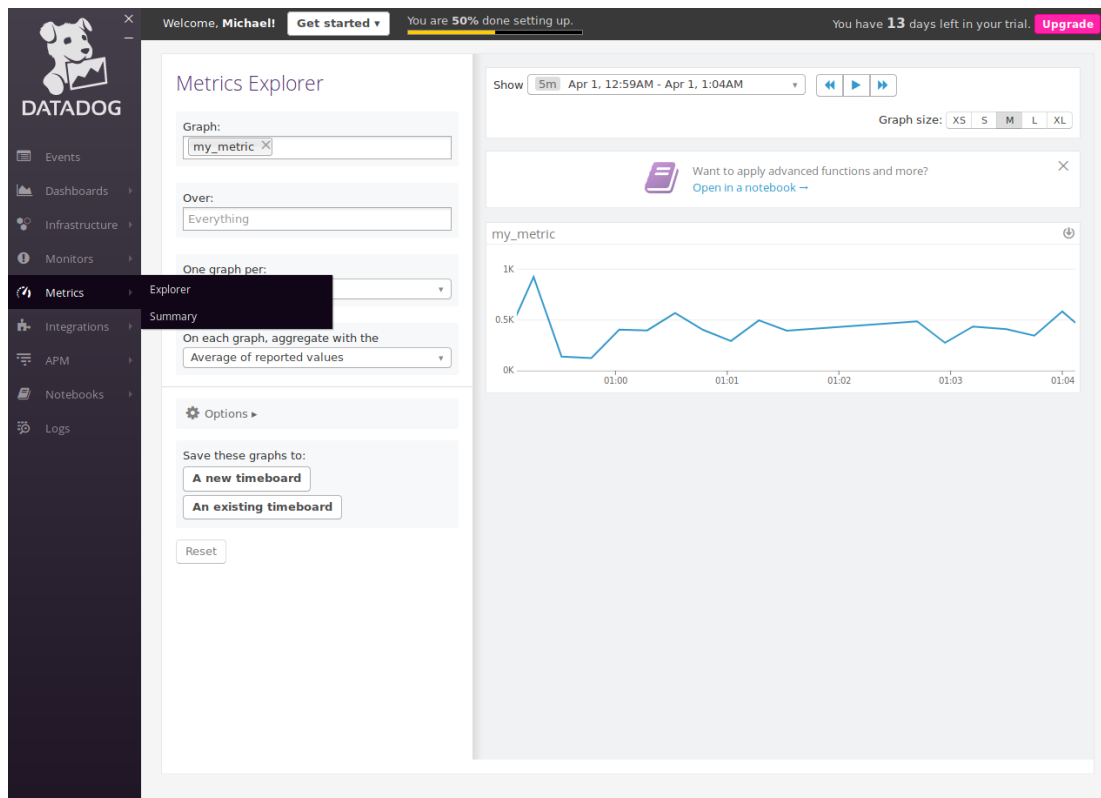 Welcome, Michael!
Get started ▾
You are 50% done setting up.
You have 13 days left in your trial.
Upgrade
DATADOG
Events
Dashboards
Infrastructure
Monitors
Metrics
Explorer
Summary
Integrations
APM
Notebooks
Logs
Metrics Explorer
Graph:
my_metric
Over:
Everything
One graph per:
On each graph, aggregate with the
Average of reported values
Options ▸
Save these graphs to:
A new timeboard
An existing timeboard
Reset
Show 5m Apr 1, 12:59AM - Apr 1, 1:04AM
Graph size: XS S M L XL
Want to apply advanced functions and more?
Open in a notebook →
my_metric
1K
0.5K
0K
01:00 01:01 01:02 01:03 01:04